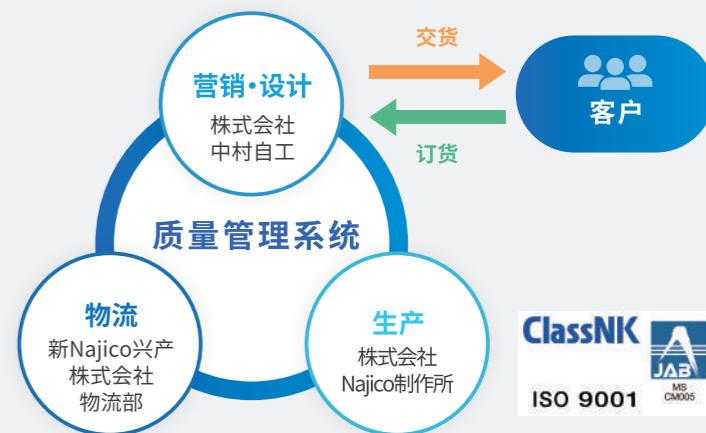 交货
营销·设计
株式会社
中村自工
客户
订货
质量管理系统
物流
新Najico兴产
株式会社
物流部
生产
株式会社
Najico制作所
ClassNK
ISO 9001
JAB
MS
CM005